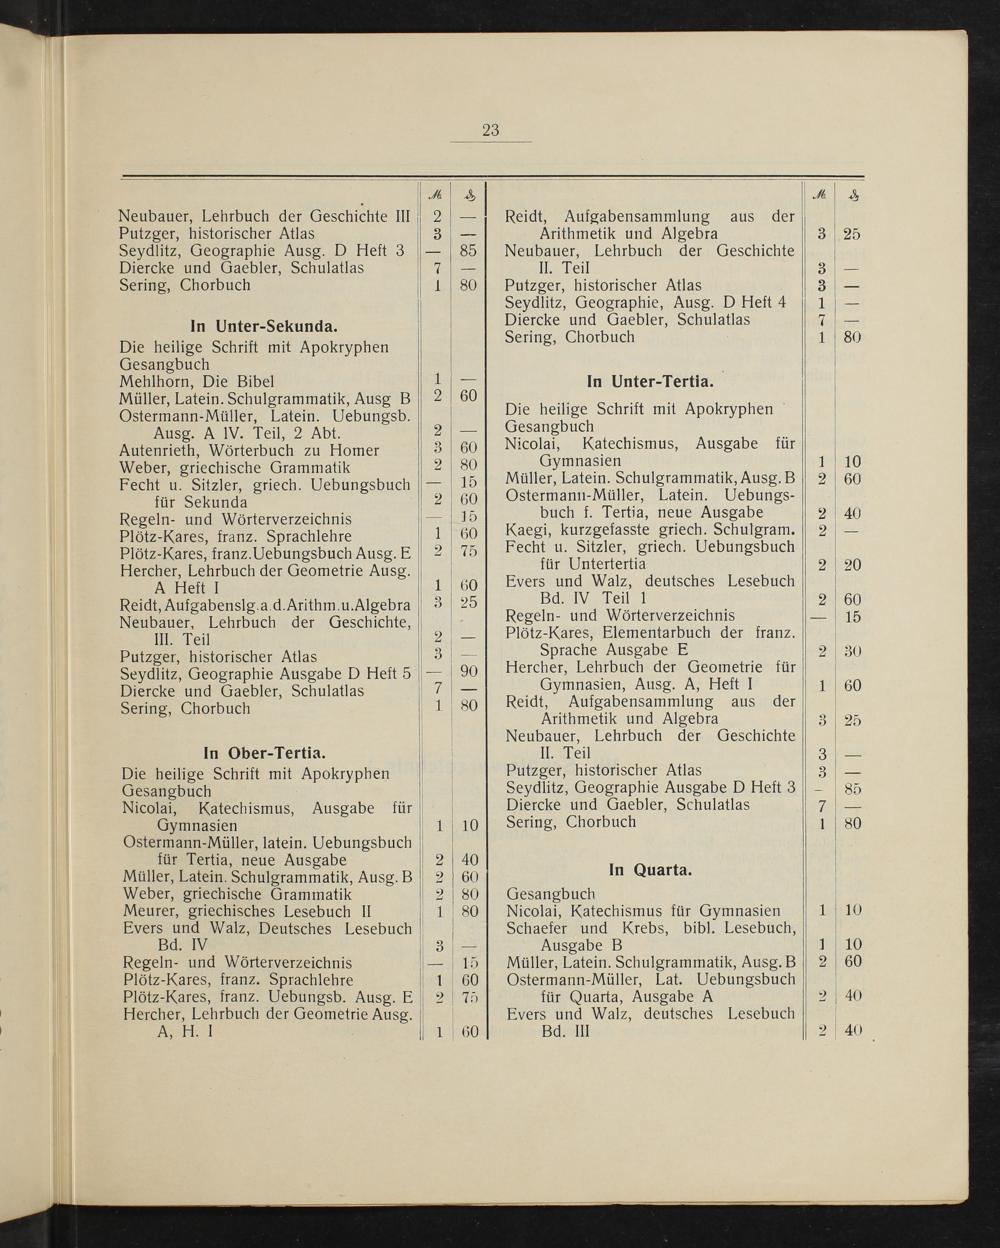 23
ℳ ₰
Neubauer, Lehrbuch der Geschichte III 2 —
Putzger, historischer Atlas 3 —
Seydlitz, Geographie Ausg. D Heft 3 — 85
Diercke und Gaebler, Schulatlas 7 —
Sering, Chorbuch 1 80
In Unter-Sekunda.
Die heilige Schrift mit Apokryphen
Gesangbuch
Mehlhorn, Die Bibel 1 —
Müller, Latein. Schulgrammatik, Ausg B 2 60
Ostermann-Müller, Latein. Uebungsb.
Ausg. A IV. Teil, 2 Abt. 2 —
Autenrieth, Wörterbuch zu Homer 3 60
Weber, griechische Grammatik 2 80
Fecht u. Sitzler, griech. Uebungsbuch — 15
für Sekunda 2 60
Regeln- und Wörterverzeichnis — 15
Plötz-Kares, franz. Sprachlehre 1 60
Plötz-Kares, franz.Uebungsbuch Ausg. E 2 75
Hercher, Lehrbuch der Geometrie Ausg.
A Heft I 1 60
Reidt, Aufgabenslg.a.d.Arithm.u.Algebra 3 25
Neubauer, Lehrbuch der Geschichte,
III. Teil 2 —
Putzger, historischer Atlas 3 —
Seydlitz, Geographie Ausgabe D Heft 5 — 90
Diercke und Gaebler, Schulatlas 7 —
Sering, Chorbuch 1 80
In Ober-Tertia.
Die heilige Schrift mit Apokryphen
Gesangbuch
Nicolai, Katechismus, Ausgabe für
Gymnasien 1 10
Ostermann-Müller, latein. Uebungsbuch
für Tertia, neue Ausgabe 2 40
Müller, Latein. Schulgrammatik, Ausg. B 2 60
Weber, griechische Grammatik 2 80
Meurer, griechisches Lesebuch II 1 80
Evers und Walz, Deutsches Lesebuch
Bd. IV 3 —
Regeln- und Wörterverzeichnis — 15
Plötz-Kares, franz. Sprachlehre 1 60
Plötz-Kares, franz. Uebungsb. Ausg. E 2 75
Hercher, Lehrbuch der Geometrie Ausg.
A, H. I 1 60
ℳ ₰
Reidt, Aufgabensammlung aus der
Arithmetik und Algebra 3 25
Neubauer, Lehrbuch der Geschichte
II. Teil 3 —
Putzger, historischer Atlas 3 —
Seydlitz, Geographie, Ausg. D Heft 4 1 —
Diercke und Gaebler, Schulatlas 7 —
Sering, Chorbuch 1 80
In Unter-Tertia.
Die heilige Schrift mit Apokryphen
Gesangbuch
Nicolai, Katechismus, Ausgabe für
Gymnasien 1 10
Müller, Latein. Schulgrammatik, Ausg. B 2 60
Ostermann-Müller, Latein. Uebungs-
buch f. Tertia, neue Ausgabe 2 40
Kaegi, kurzgefasste griech. Schulgram. 2 —
Fecht u. Sitzler, griech. Uebungsbuch
für Untertertia 2 20
Evers und Walz, deutsches Lesebuch
Bd. IV Teil 1 2 60
Regeln- und Wörterverzeichnis — 15
Plötz-Kares, Elementarbuch der franz.
Sprache Ausgabe E 2 30
Hercher, Lehrbuch der Geometrie für
Gymnasien, Ausg. A, Heft I 1 60
Reidt, Aufgabensammlung aus der
Arithmetik und Algebra 3 25
Neubauer, Lehrbuch der Geschichte
II. Teil 3 —
Putzger, historischer Atlas 3 —
Seydlitz, Geographie Ausgabe D Heft 3 – 85
Diercke und Gaebler, Schulatlas 7 —
Sering, Chorbuch 1 80
In Quarta.
Gesangbuch
Nicolai, Katechismus für Gymnasien 1 10
Schaefer und Krebs, bibl. Lesebuch,
Ausgabe B 1 10
Müller, Latein. Schulgrammatik, Ausg. B 2 60
Ostermann-Müller, Lat. Uebungsbuch
für Quarta, Ausgabe A 2 40
Evers und Walz, deutsches Lesebuch
Bd. III 2 40